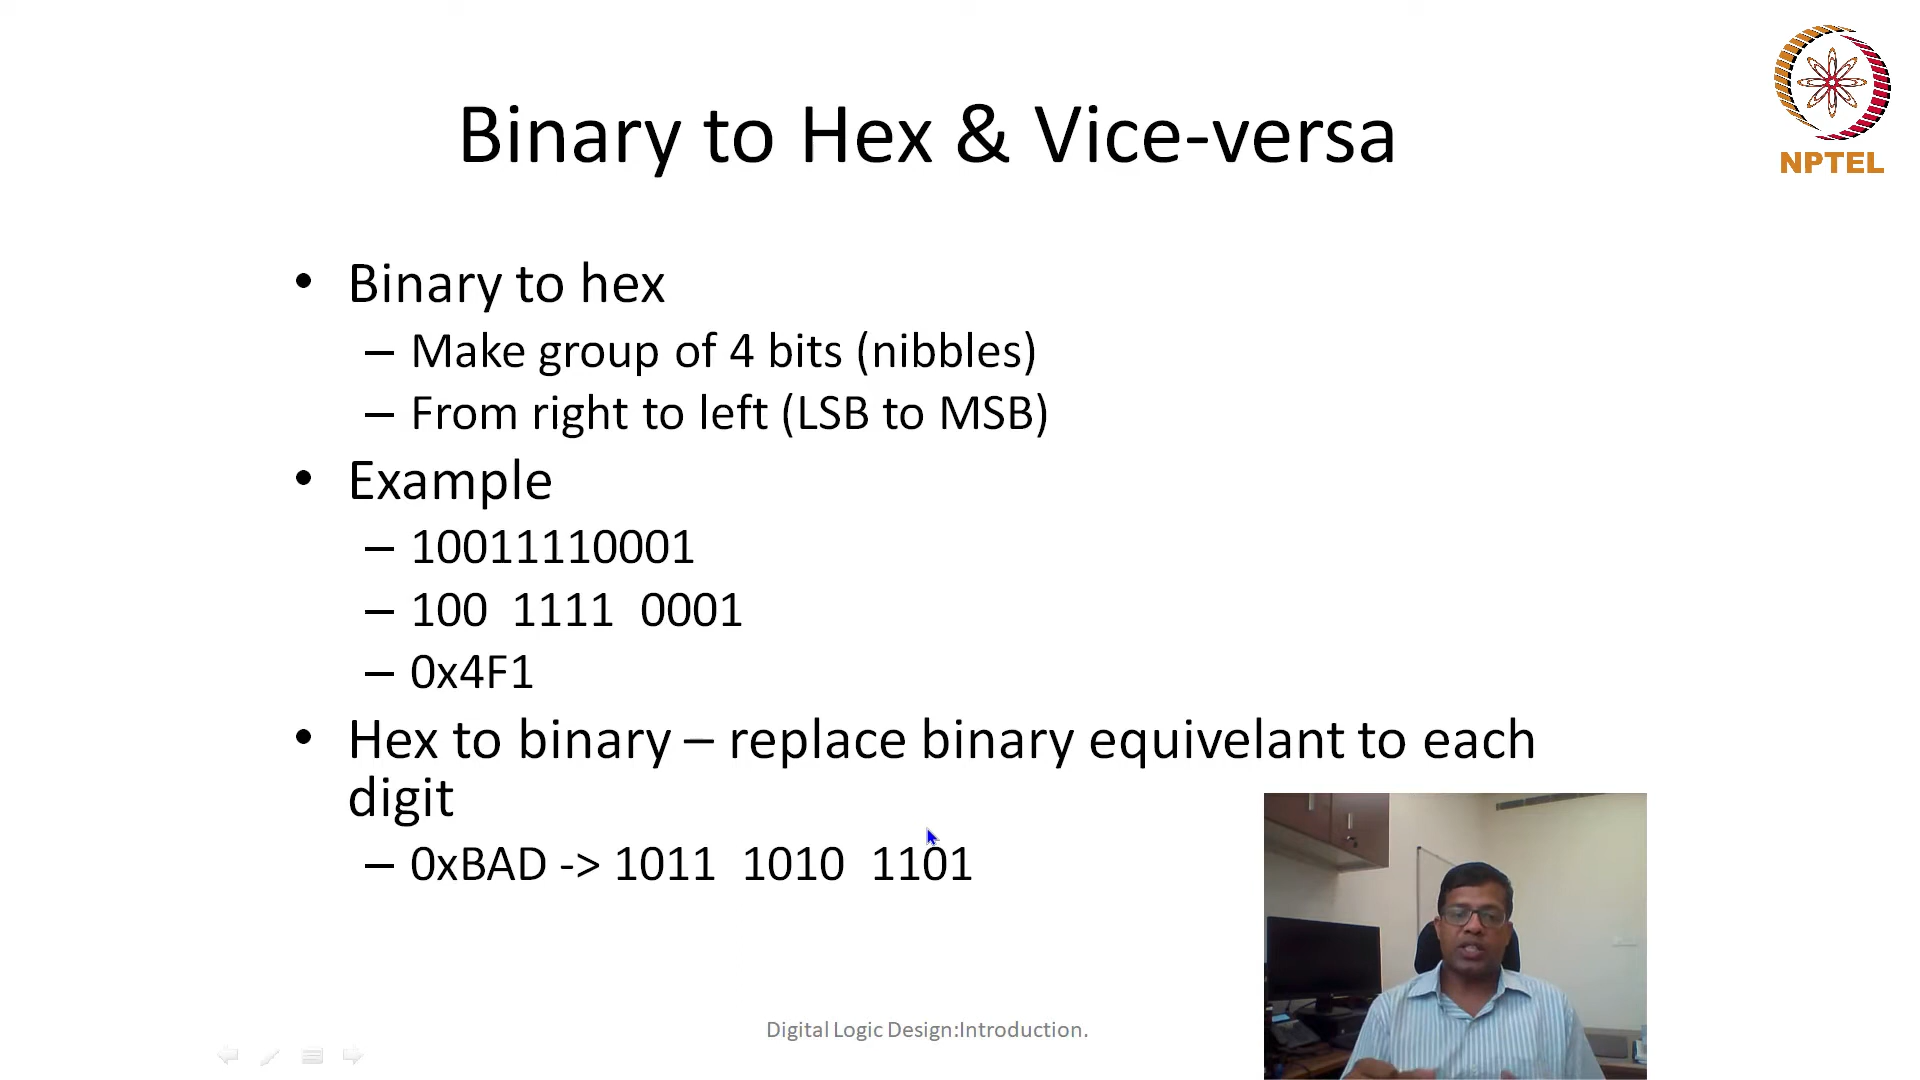 NPTEL
Binary to Hex & Vice-versa
• Binary to hex
– Make group of 4 bits (nibbles)
– From right to left (LSB to MSB)
• Example
– 10011110001
– 100 1111 0001
– 0x4F1
• Hex to binary – replace binary equivelant to each
digit
– 0xBAD -> 1011 1010 1101
Digital Logic Design:Introduction.